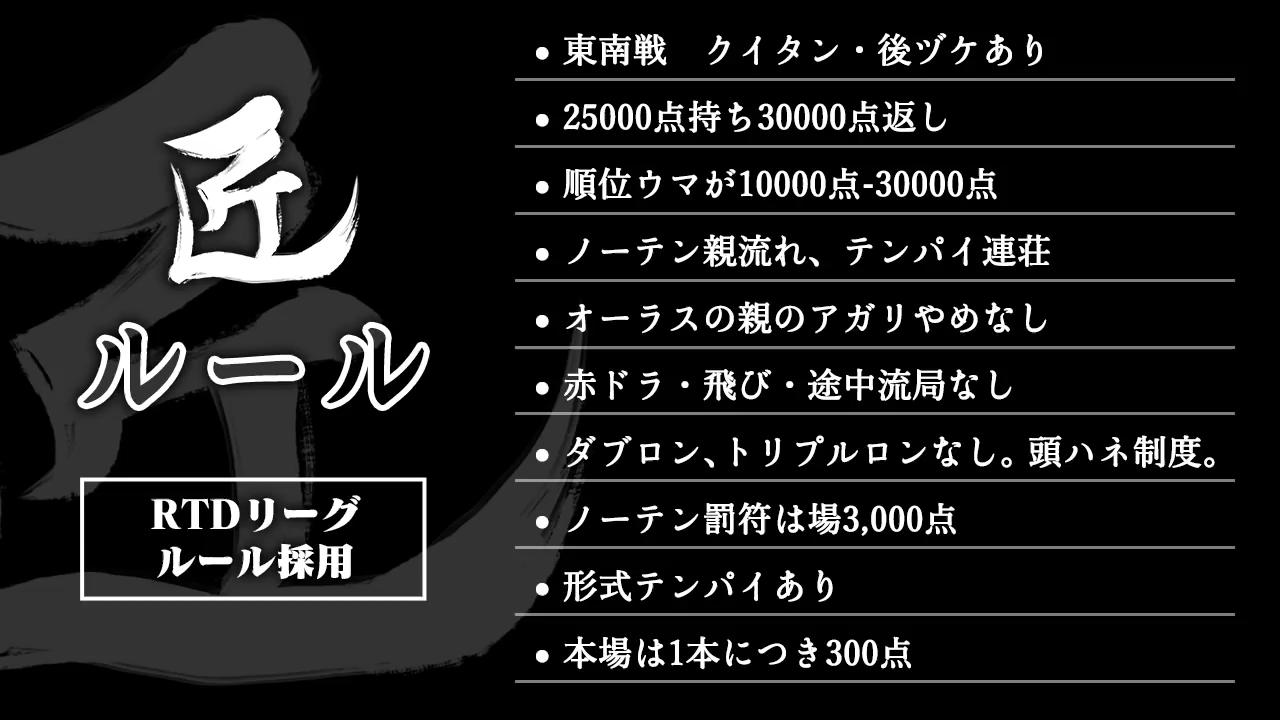 匠
ルール
RTDリーグ
ルール採用
• 東南戦　クイタン・後ヅケあり
• 25000点持ち30000点返し
• 順位ウマが10000点-30000点
• ノーテン親流れ、テンパイ連荘
• オーラスの親のアガリやめなし
• 赤ドラ・飛び・途中流局なし
• ダブロン、トリプルロンなし。頭ハネ制度。
• ノーテン罰符は場3,000点
• 形式テンパイあり
• 本場は1本につき300点